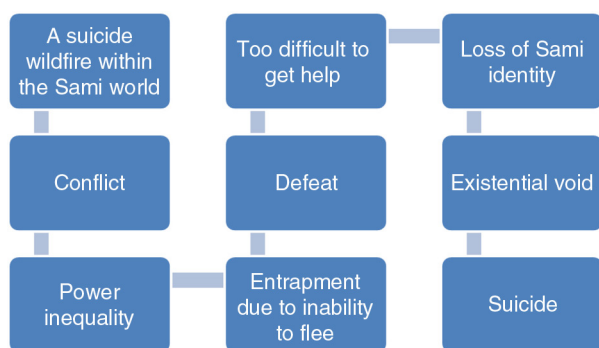 A suicide
wildfire within
the Sami world
Conflict
Power
inequality
Entrapment
due to inability
to flee
Defeat
Too difficult to
get help
Loss of Sami
identity
Existential void
Suicide